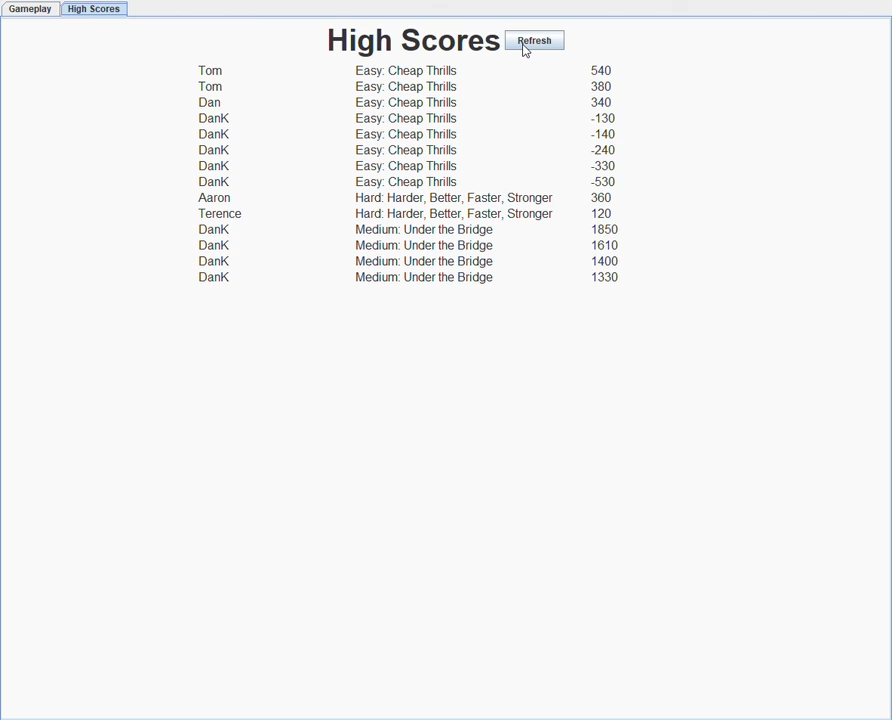 Gameplay High Scores
High Scores Refresh
Tom Easy: Cheap Thrills 540
Tom Easy: Cheap Thrills 380
Dan Easy: Cheap Thrills 340
DanK Easy: Cheap Thrills -130
DanK Easy: Cheap Thrills -140
DanK Easy: Cheap Thrills -240
DanK Easy: Cheap Thrills -330
DanK Easy: Cheap Thrills -530
Aaron Hard: Harder, Better, Faster, Stronger 360
Terence Hard: Harder, Better, Faster, Stronger 120
DanK Medium: Under the Bridge 1850
DanK Medium: Under the Bridge 1610
DanK Medium: Under the Bridge 1400
DanK Medium: Under the Bridge 1330